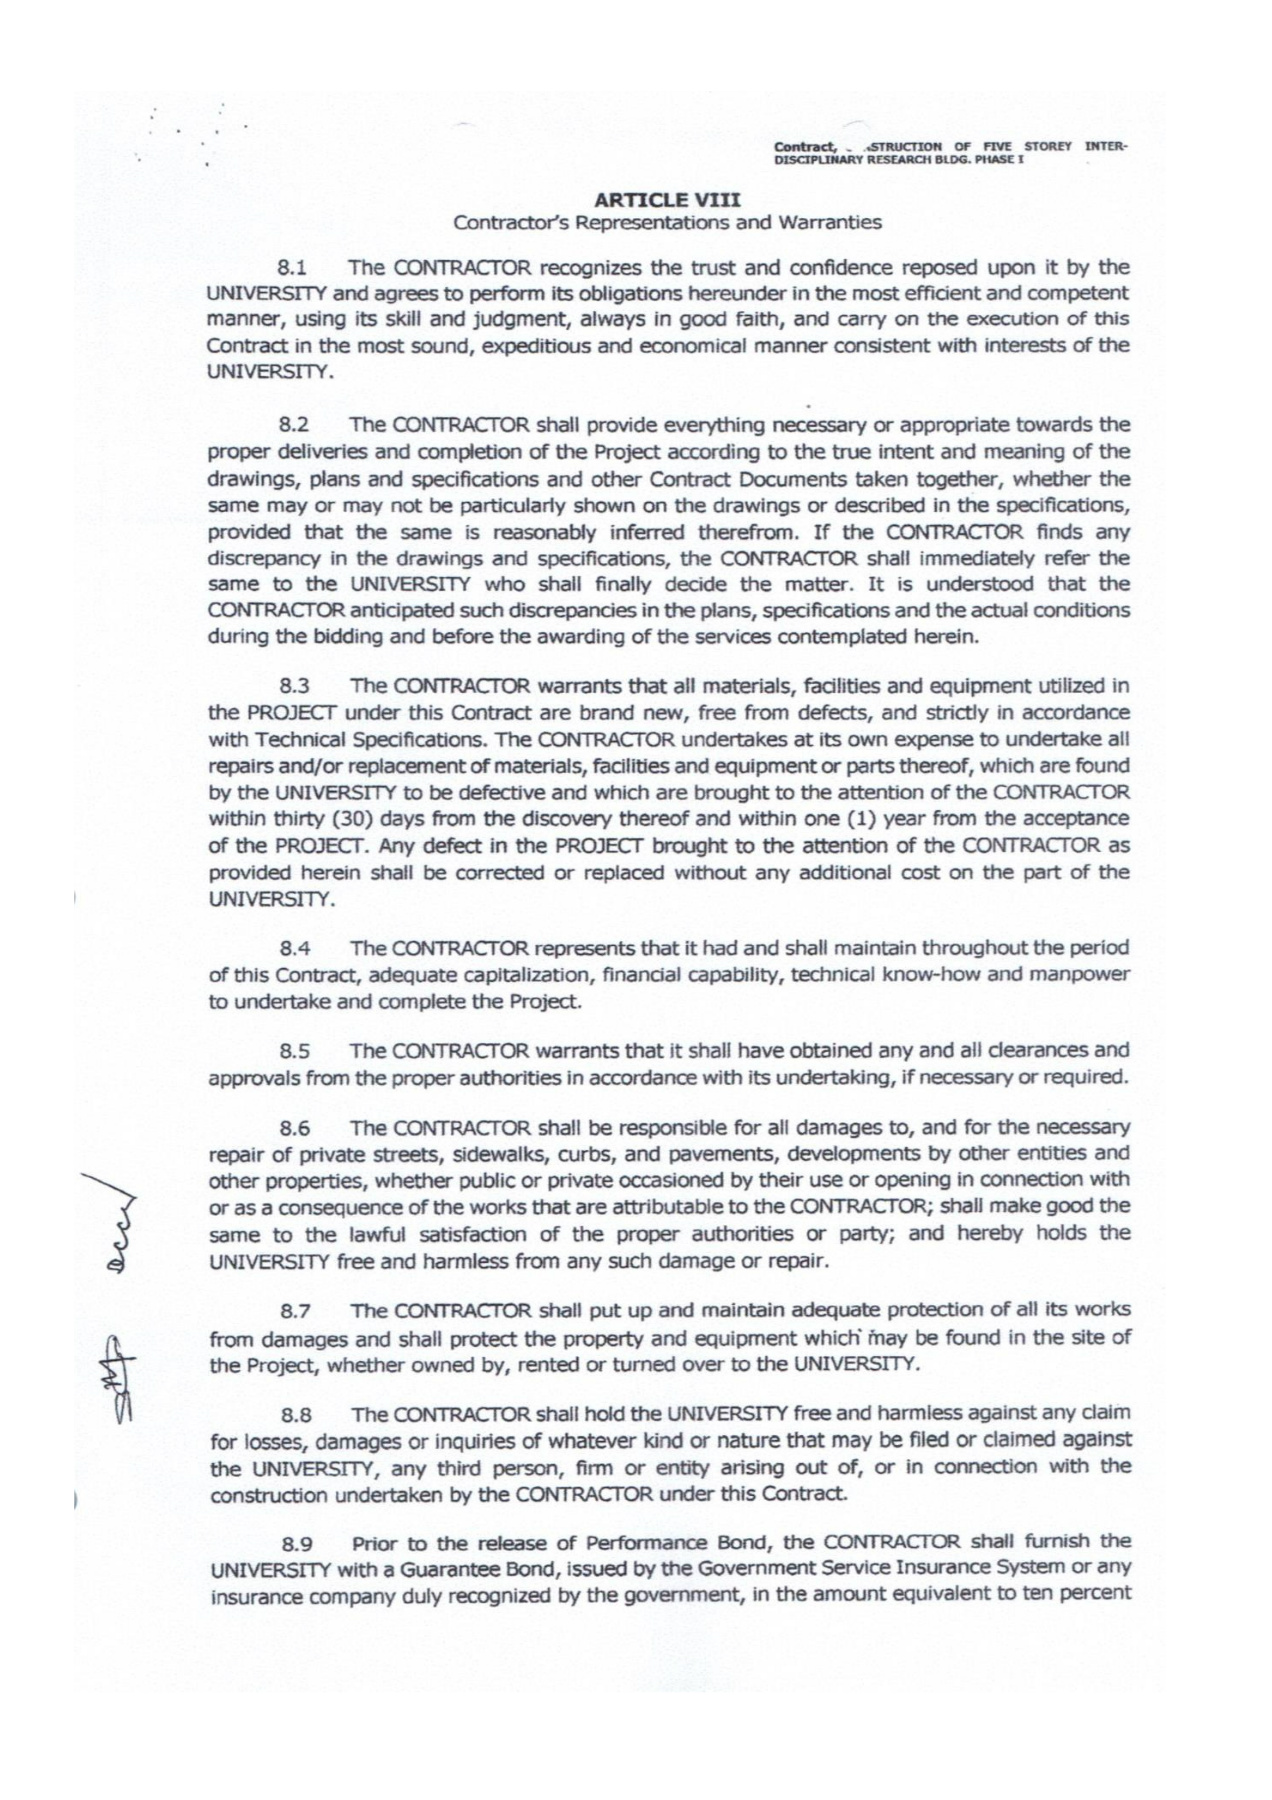 Contract, STRUCTION OF FIVE STOREY INTER-
DISCIPLINARY RESEARCH BLDG. PHASE I
ARTICLE VIII
Contractor's Representations and Warranties
8.1 The CONTRACTOR recognizes the trust and confidence reposed upon it by the
UNIVERSITY and agrees to perform its obligations hereunder in the most efficient and competent
manner, using its skill and judgment, always in good faith, and carry on the execution of this
Contract in the most sound, expeditious and economical manner consistent with interests of the
UNIVERSITY.
8.2 The CONTRACTOR shall provide everything necessary or appropriate towards the
proper deliveries and completion of the Project according to the true intent and meaning of the
drawings, plans and specifications and other Contract Documents taken together, whether the
same may or may not be particularly shown on the drawings or described in the specifications,
provided that the same is reasonably inferred therefrom. If the CONTRACTOR finds any
discrepancy in the drawings and specifications, the CONTRACTOR shall immediately refer the
same to the UNIVERSITY who shall finally decide the matter. It is understood that the
CONTRACTOR anticipated such discrepancies in the plans, specifications and the actual conditions
during the bidding and before the awarding of the services contemplated herein.
8.3 The CONTRACTOR warrants that all materials, facilities and equipment utilized in
the PROJECT under this Contract are brand new, free from defects, and strictly in accordance
with Technical Specifications. The CONTRACTOR undertakes at its own expense to undertake all
repairs and/or replacement of materials, facilities and equipment or parts thereof, which are found
by the UNIVERSITY to be defective and which are brought to the attention of the CONTRACTOR
within thirty (30) days from the discovery thereof and within one (1) year from the acceptance
of the PROJECT. Any defect in the PROJECT brought to the attention of the CONTRACTOR as
provided herein shall be corrected or replaced without any additional cost on the part of the
UNIVERSITY.
8.4 The CONTRACTOR represents that it had and shall maintain throughout the period
of this Contract, adequate capitalization, financial capability, technical know-how and manpower
to undertake and complete the Project.
8.5 The CONTRACTOR warrants that it shall have obtained any and all clearances and
approvals from the proper authorities in accordance with its undertaking, if necessary or required.
8.6 The CONTRACTOR shall be responsible for all damages to, and for the necessary
repair of private streets, sidewalks, curbs, and pavements, developments by other entities and
other properties, whether public or private occasioned by their use or opening in connection with
or as a consequence of the works that are attributable to the CONTRACTOR; shall make good the
same to the lawful satisfaction of the proper authorities or party; and hereby holds the
UNIVERSITY free and harmless from any such damage or repair.
8.7 The CONTRACTOR shall put up and maintain adequate protection of all its works
from damages and shall protect the property and equipment which may be found in the site of
the Project, whether owned by, rented or turned over to the UNIVERSITY.
8.8 The CONTRACTOR shall hold the UNIVERSITY free and harmless against any claim
for losses, damages or inquiries of whatever kind or nature that may be filed or claimed against
the UNIVERSITY, any third person, firm or entity arising out of, or in connection with the
construction undertaken by the CONTRACTOR under this Contract.
8.9 Prior to the release of Performance Bond, the CONTRACTOR shall furnish the
UNIVERSITY with a Guarantee Bond, issued by the Government Service Insurance System or any
insurance company duly recognized by the government, in the amount equivalent to ten percent